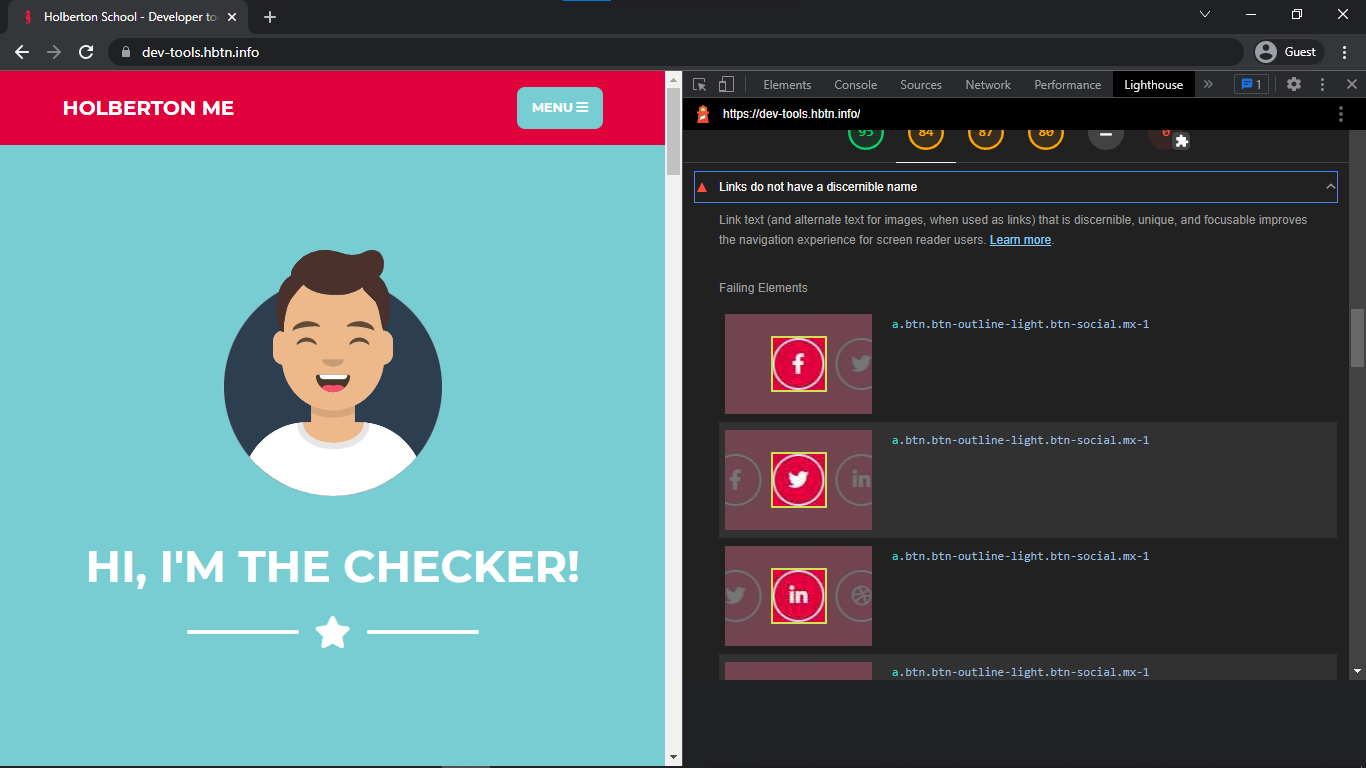 Holberton School - Developer to
dev-tools.hbtn.info
Guest
HOLBERTON ME
MENU
HI, I'M THE CHECKER!
Elements
Console
Sources
Network
Performance
Lighthouse
1
https://dev-tools.hbtn.info/
95
84
87
80
0
Links do not have a discernible name
Link text (and alternate text for images, when used as links) that is discernible, unique, and focusable improves
the navigation experience for screen reader users. Learn more.
Failing Elements
a.btn.btn-outline-light.btn-social.mx-1
a.btn.btn-outline-light.btn-social.mx-1
a.btn.btn-outline-light.btn-social.mx-1
a.btn.btn-outline-light.btn-social.mx-1